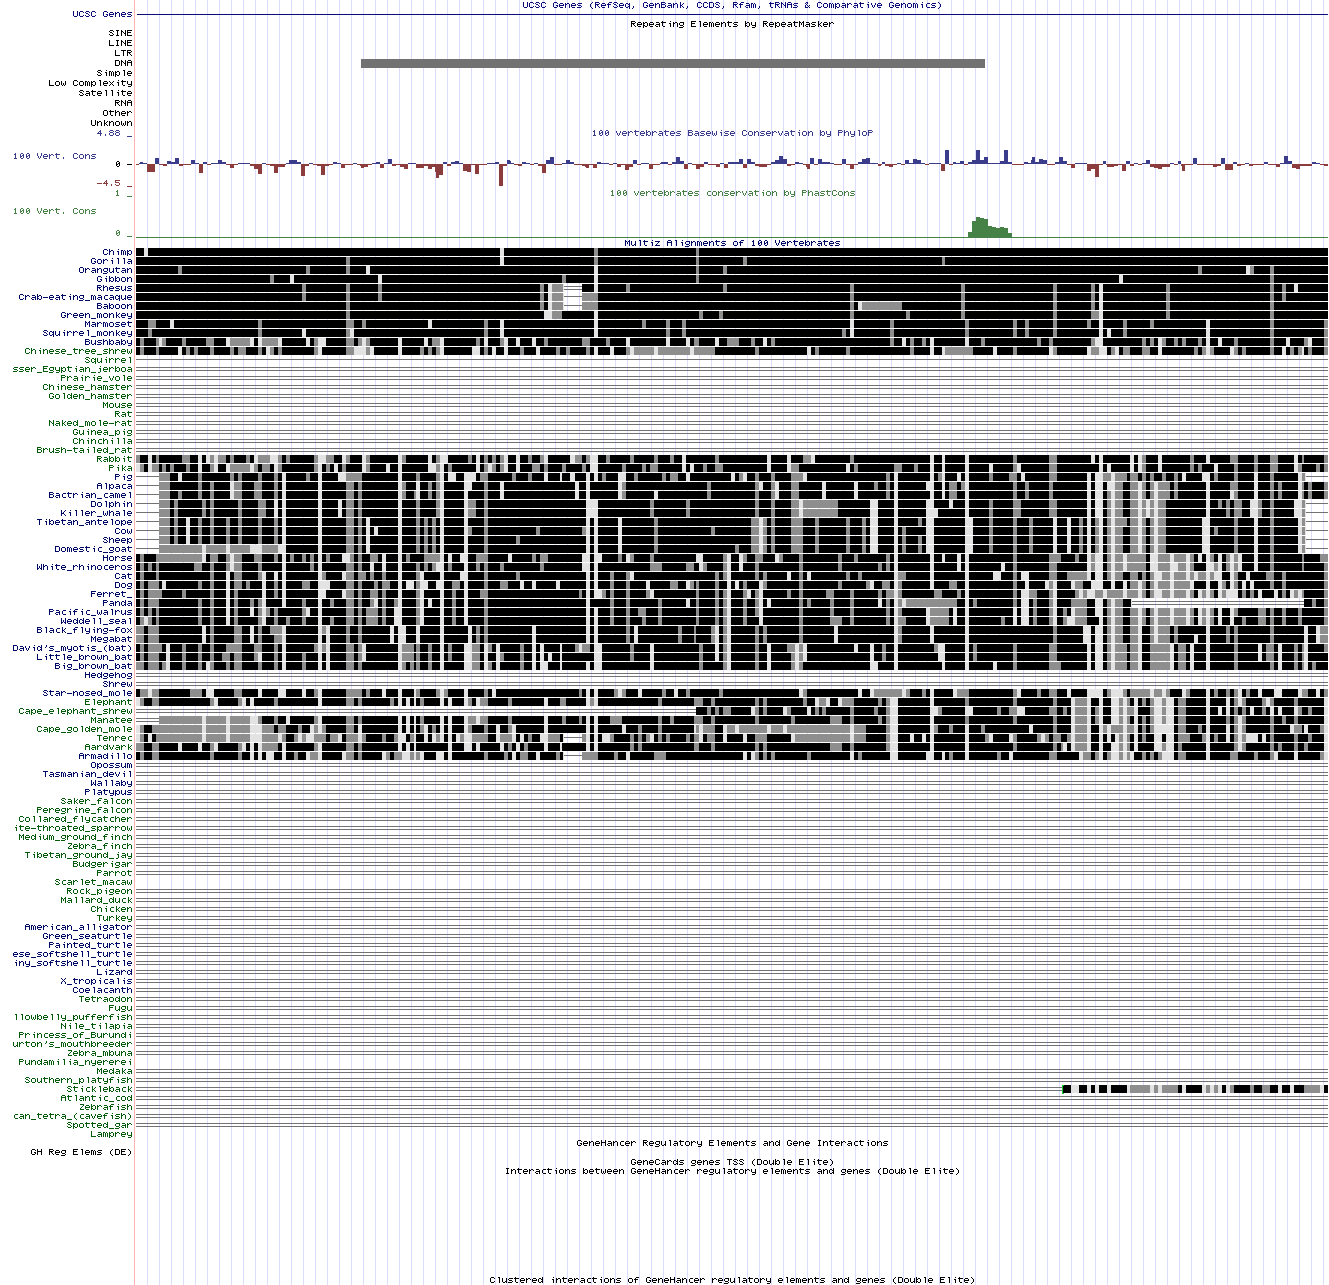 UCSC Genes (RefSeq, GenBank, CCDS, Rfam, tRNAs & Comparative Genomics)
UCSC Genes
Repeating Elements by RepeatMasker
SINE
LINE
LTR
DNA
Simple
Low Complexity
Satellite
RNA
Other
Unknown
4.88 _
100 vertebrates Basewise Conservation by PhyloP
100 Vert. Cons
0 _
-4.5 _
1 _
100 vertebrates conservation by PhastCons
100 Vert. Cons
0 _
Multiz Alignments of 100 Vertebrates
Chimp
Gorilla
Orangutan
Gibbon
Rhesus
Crab-eating_macaque
Baboon
Green_monkey
Marmoset
Squirrel_monkey
Bushbaby
Chinese_tree_shrew
Squirrel
sser_Egyptian_jerboa
Prairie_vole
Chinese_hamster
Golden_hamster
Mouse
Rat
Naked_mole-rat
Guinea_pig
Chinchilla
Brush-tailed_rat
Rabbit
Pika
Pig
Alpaca
Bactrian_camel
Dolphin
Killer_whale
Tibetan_antelope
Cow
Sheep
Domestic_goat
Horse
White_rhinoceros
Cat
Dog
Ferret_
Panda
Pacific_walrus
Weddell_seal
Black_flying-fox
Megabat
David's_myotis_(bat)
Little_brown_bat
Big_brown_bat
Hedgehog
Shrew
Star-nosed_mole
Elephant
Cape_elephant_shrew
Manatee
Cape_golden_mole
Tenrec
Aardvark
Armadillo
Opossum
Tasmanian_devil
Wallaby
Platypus
Saker_falcon
Peregrine_falcon
Collared_flycatcher
ite-throated_sparrow
Medium_ground_finch
Zebra_finch
Tibetan_ground_jay
Budgerigar
Parrot
Scarlet_macaw
Rock_pigeon
Mallard_duck
Chicken
Turkey
American_alligator
Green_seaturtle
Painted_turtle
ese_softshell_turtle
iny_softshell_turtle
Lizard
X_tropicalis
Coelacanth
Tetraodon
Fugu
llowbelly_pufferfish
Nile_tilapia
Princess_of_Burundi
urton's_mouthbreeder
Zebra_mbuna
Pundamilia_nyererei
Medaka
Southern_platyfish
Stickleback
Atlantic_cod
Zebrafish
can_tetra_(cavefish)
Spotted_gar
Lamprey
GeneHancer Regulatory Elements and Gene Interactions
GH Reg Elems (DE)
GeneCards genes TSS (Double Elite)
Interactions between GeneHancer regulatory elements and genes (Double Elite)
Clustered interactions of GeneHancer regulatory elements and genes (Double Elite)